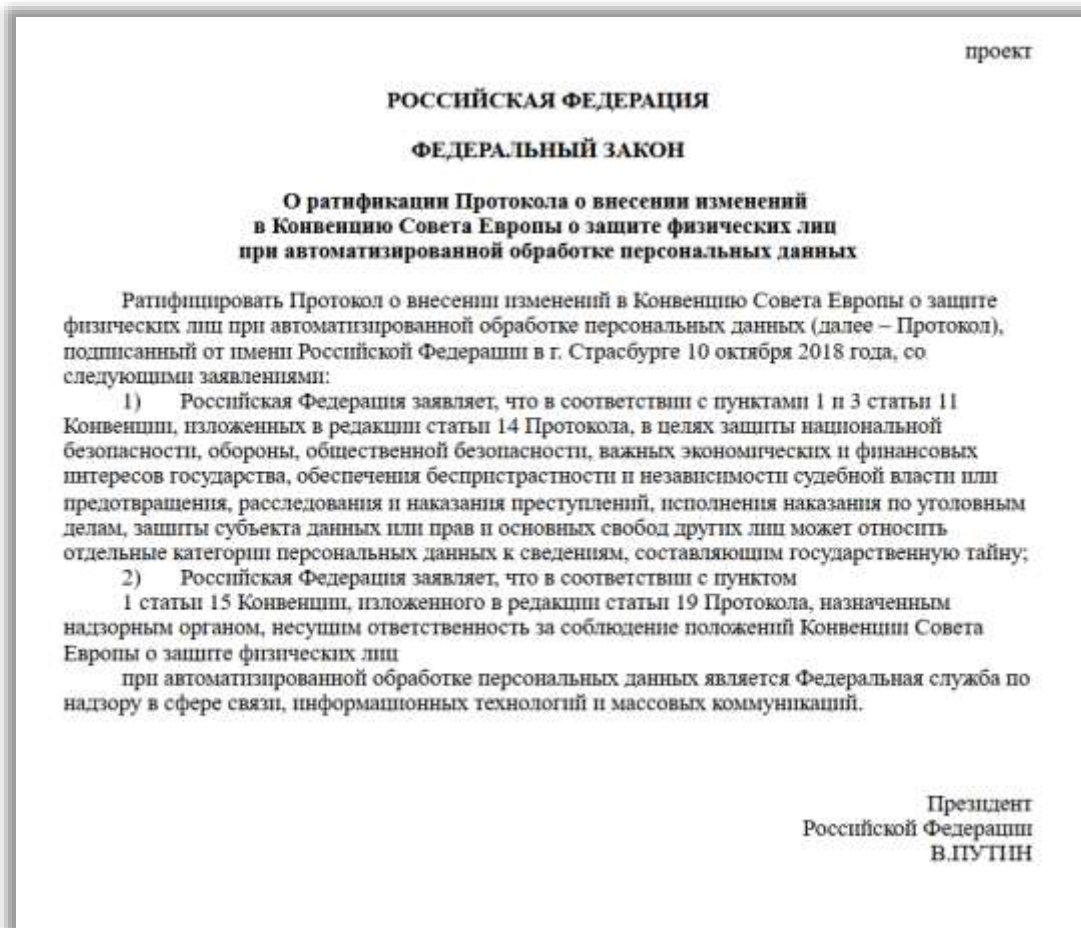 проект
РОССИЙСКАЯ ФЕДЕРАЦИЯ
ФЕДЕРАЛЬНЫЙ ЗАКОН
О ратификации Протокола о внесении изменений
в Конвенцию Совета Европы о защите физических лиц
при автоматизированной обработке персональных данных
Ратифицировать Протокол о внесении изменений в Конвенцию Совета Европы о защите
физических лиц при автоматизированной обработке персональных данных (далее – Протокол),
подписанный от имени Российской Федерации в г. Страсбурге 10 октября 2018 года, со
следующими заявлениями:
1) Российская Федерация заявляет, что в соответствии с пунктами 1 и 3 статьи 11
Конвенции, изложенных в редакции статьи 14 Протокола, в целях защиты национальной
безопасности, обороны, общественной безопасности, важных экономических и финансовых
интересов государства, обеспечения беспристрастности и независимости судебной власти или
предотвращения, расследования и наказания преступлений, исполнения наказания по уголовным
делам, защиты субъекта данных или прав и основных свобод других лиц может относить
отдельные категории персональных данных к сведениям, составляющим государственную тайну;
2) Российская Федерация заявляет, что в соответствии с пунктом
1 статьи 15 Конвенции, изложенного в редакции статьи 19 Протокола, назначенным
надзорным органом, несущим ответственность за соблюдение положений Конвенции Совета
Европы о защите физических лиц
при автоматизированной обработке персональных данных является Федеральная служба по
надзору в сфере связи, информационных технологий и массовых коммуникаций.
Президент
Российской Федерации
В.ПУТИН